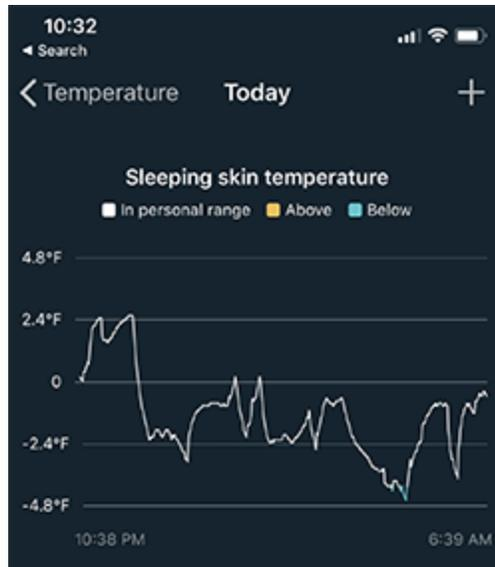 10:32
Search
Temperature Today +
Sleeping skin temperature
In personal range Above Below
4.8°F
2.4°F
0
-2.4°F
-4.8°F
10:38 PM 6:39 AM